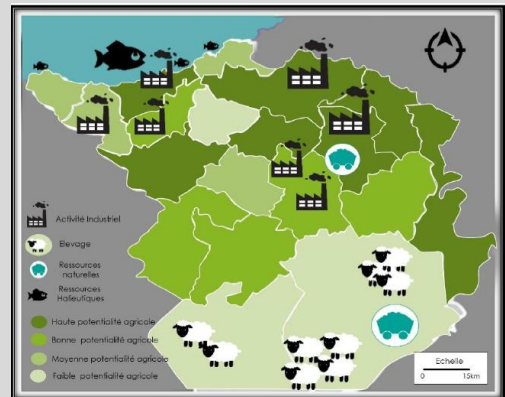 Activité Industriel
Elevage
Ressources
naturelles
Ressources
Halieutiques
Haute potentialité agricole
Bonne potentialité agricole
Moyenne potentialité agricole
Faible potentialité agricole
Echelle
0 15km